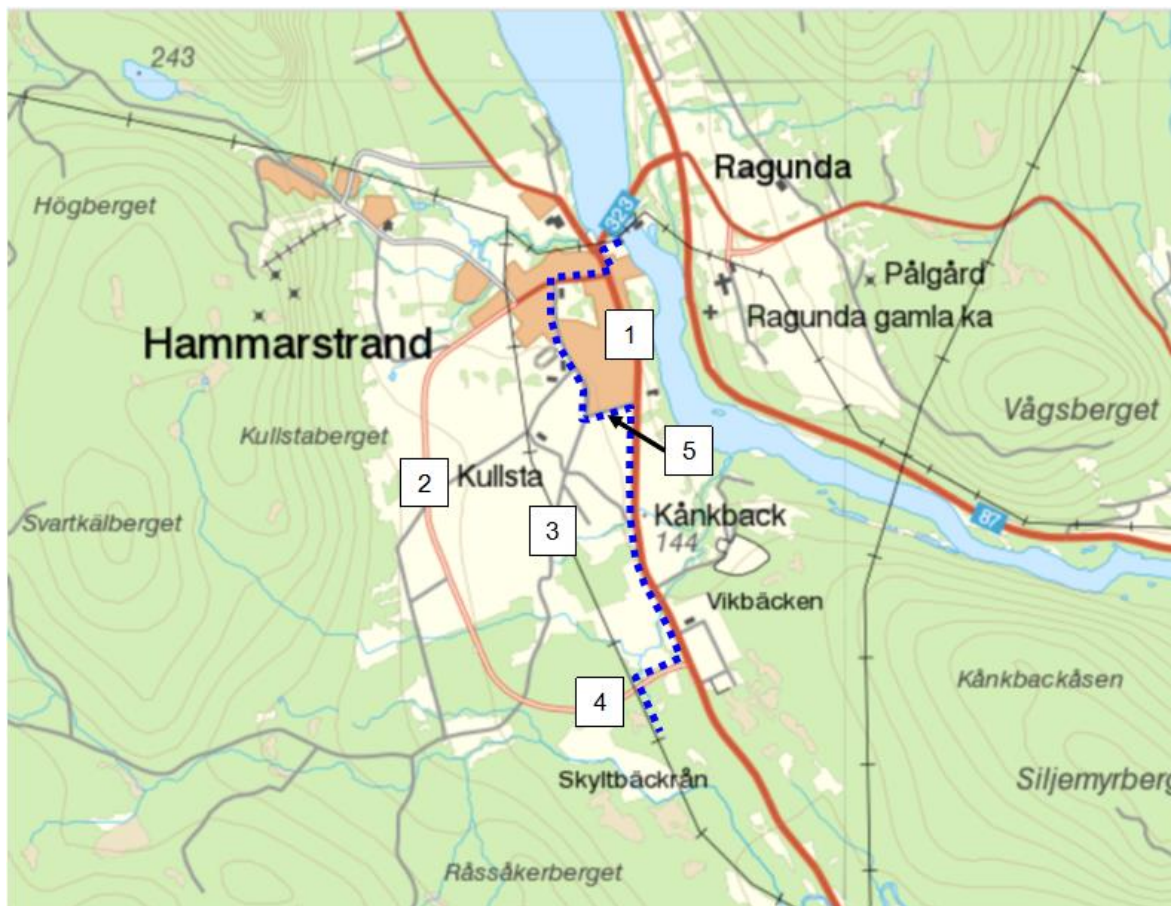 243
Högberget
Ragunda
323
Pålgård
Ragunda gamla ka
Hammarstrand
1
Vågsberget
Kullstaberget
5
2
Kullsta
Svartkälberget
3
Kånkback
87
144
Vikbäcken
Kånkbackåsen
4
Skyltbäckrån
Siljemyrberg
Råssåkerberget